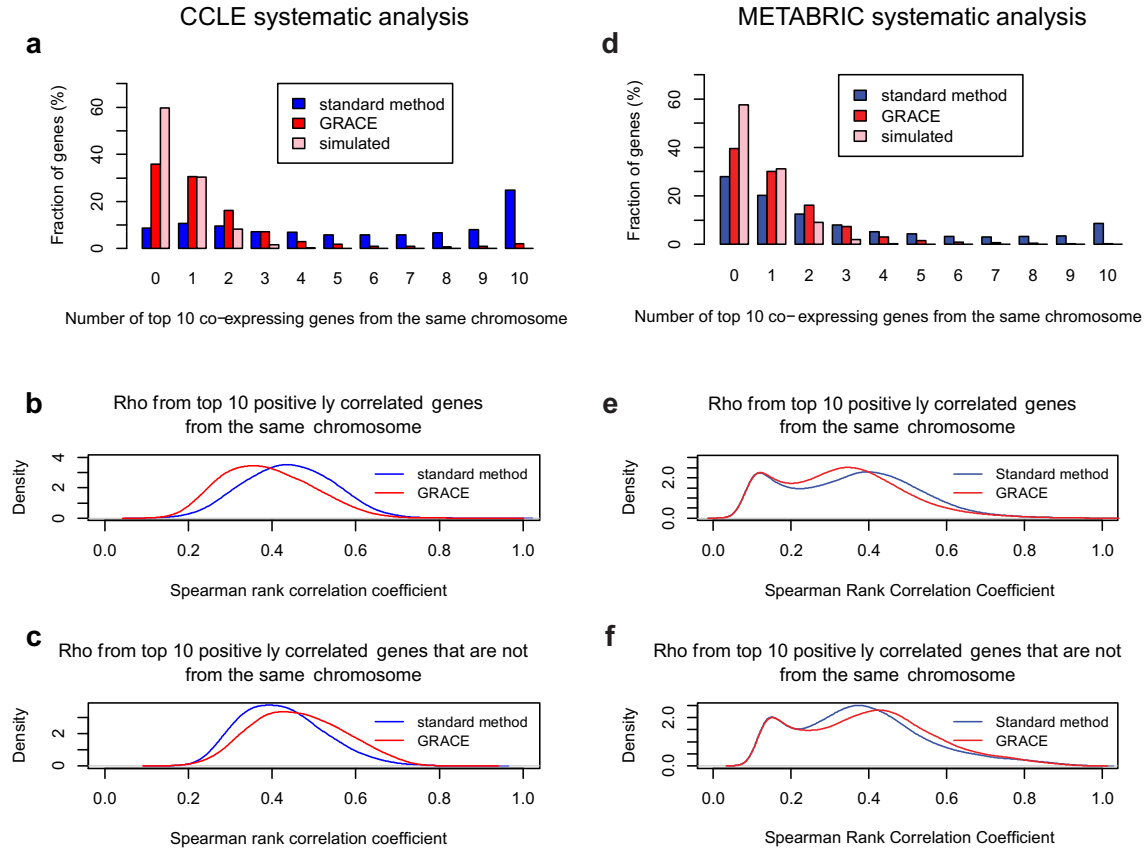 CCLE systematic analysis
a
Fraction of genes (%)
0 20 40 60
standard method
GRACE
simulated
0 1 2 3 4 5 6 7 8 9 10
Number of top 10 co-expressing genes from the same chromosome
b
Rho from top 10 positive ly correlated genes
from the same chromosome
Density
0 2 4
standard method
GRACE
0.0 0.2 0.4 0.6 0.8 1.0
Spearman rank correlation coefficient
c
Rho from top 10 positive ly correlated genes that are not
from the same chromosome
Density
0 2
standard method
GRACE
0.0 0.2 0.4 0.6 0.8 1.0
Spearman rank correlation coefficient
METABRIC systematic analysis
d
Fraction of genes (%)
0 20 40 60
standard method
GRACE
simulated
0 1 2 3 4 5 6 7 8 9 10
Number of top 10 co-expressing genes from the same chromosome
e
Rho from top 10 positive ly correlated genes
from the same chromosome
Density
0.0 2.0
Standard method
GRACE
0.0 0.2 0.4 0.6 0.8 1.0
Spearman Rank Correlation Coefficient
f
Rho from top 10 positive ly correlated genes that are not
from the same chromosome
Density
0.0 2.0
Standard method
GRACE
0.0 0.2 0.4 0.6 0.8 1.0
Spearman Rank Correlation Coefficient